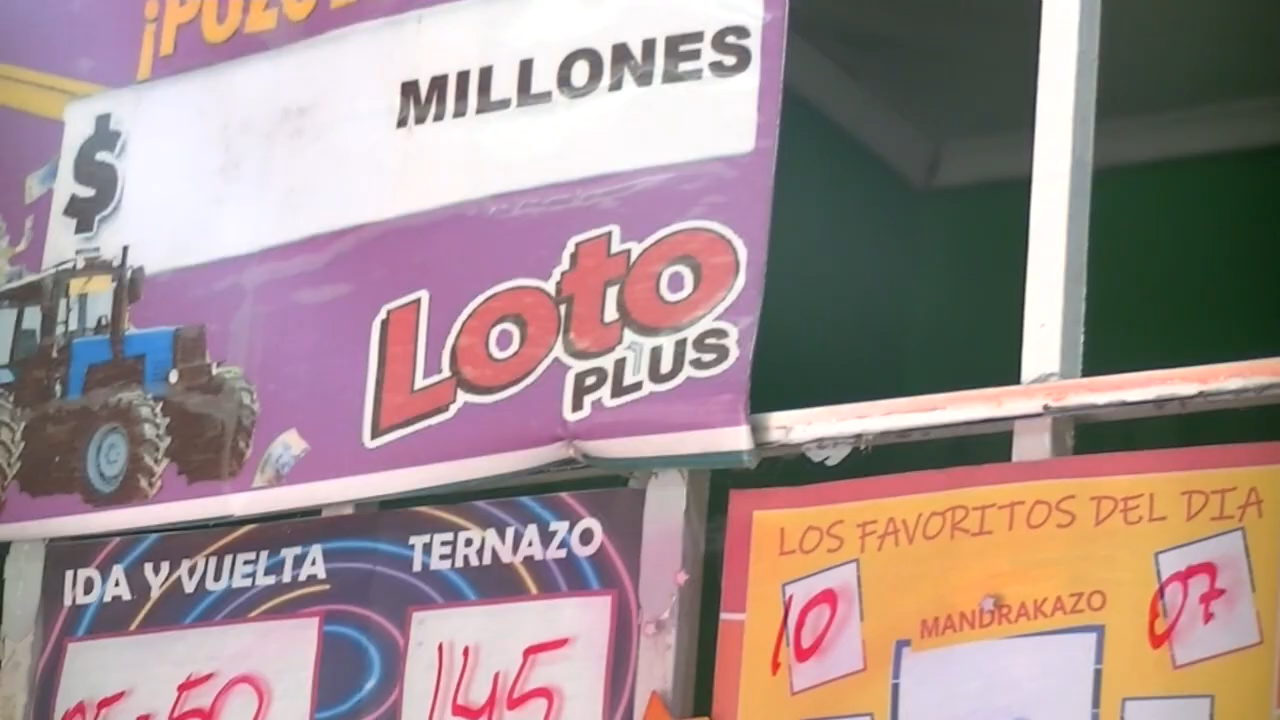 $ MILLONES
Loto
PLUS
IDA Y VUELTA
TERNAZO
145
LOS FAVORITOS DEL DIA
10
MANDRAKAZO
07